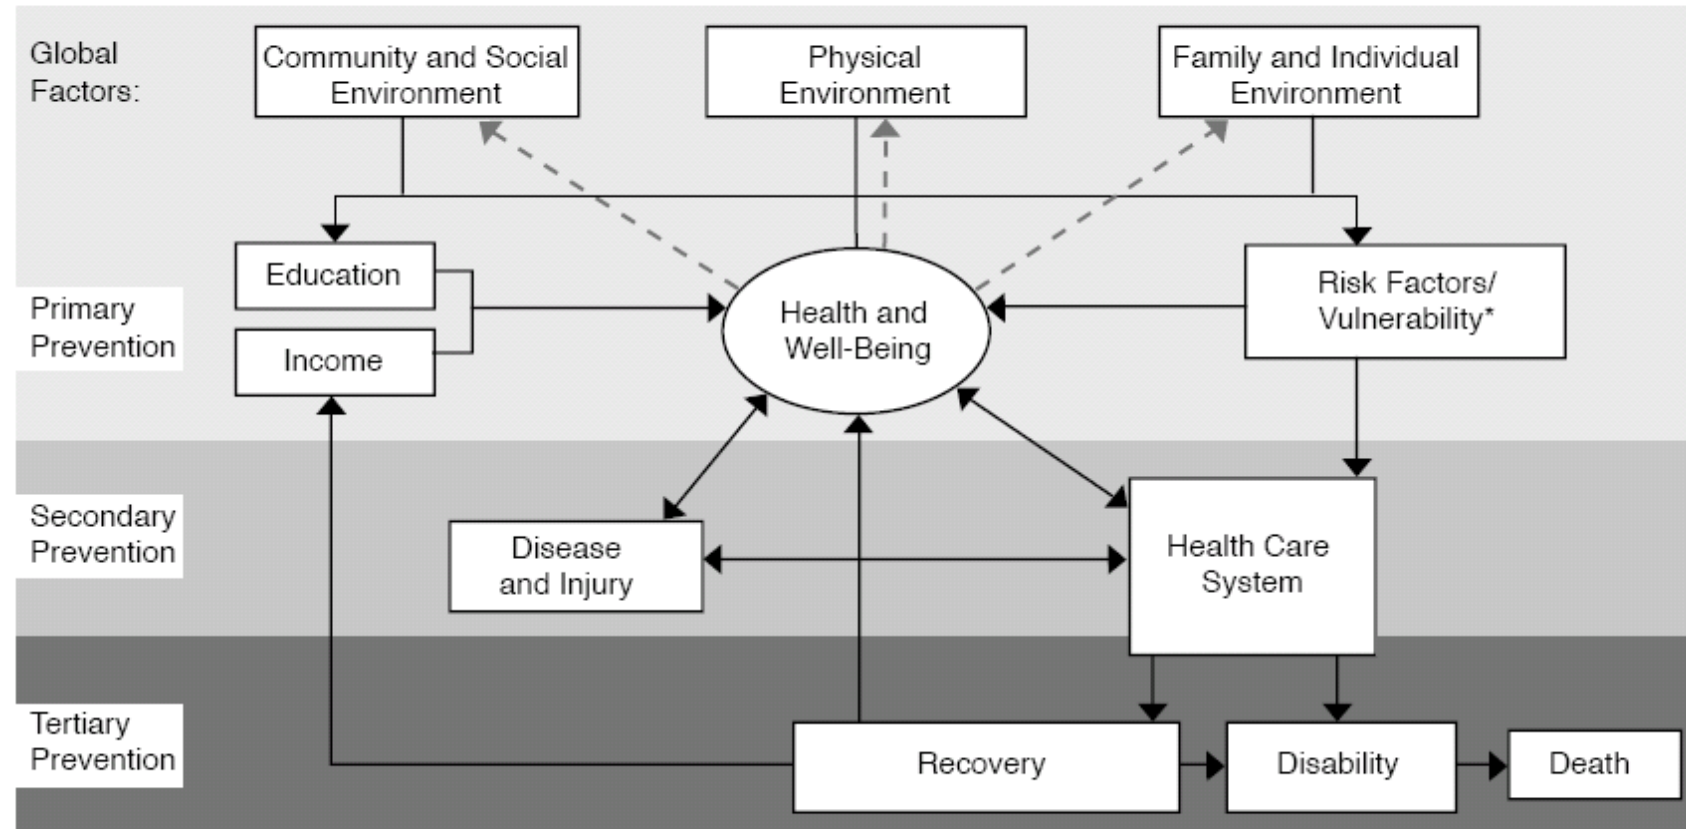 Global
Factors:
Community and Social
Environment
Physical
Environment
Family and Individual
Environment
Primary
Prevention
Education
Income
Health and
Well-Being
Risk Factors/
Vulnerability*
Secondary
Prevention
Disease
and Injury
Health Care
System
Tertiary
Prevention
Recovery
Disability
Death